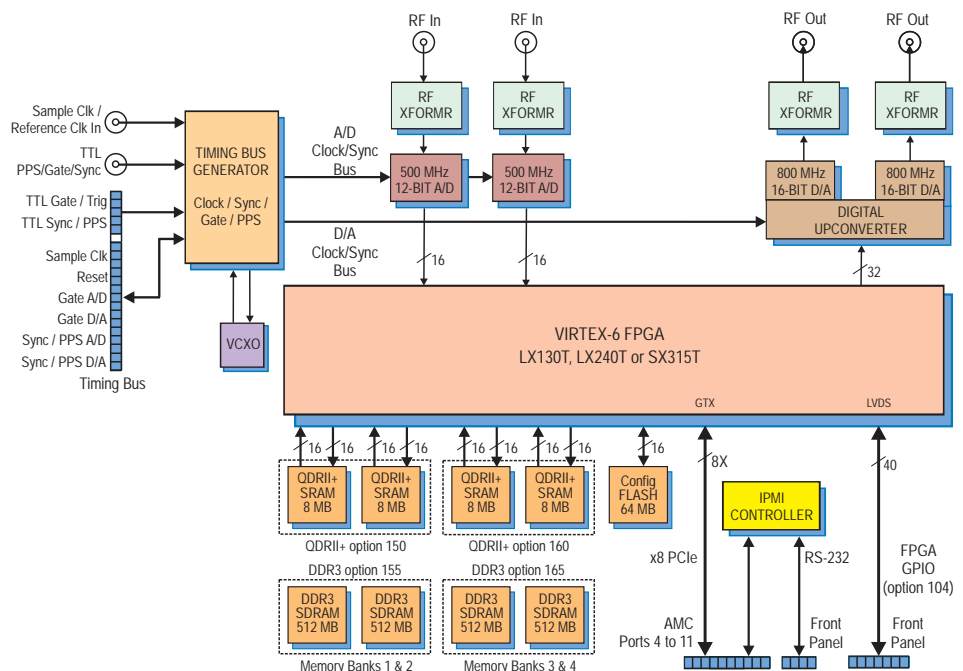 RF In
RF In
RF Out
RF Out
RF
XFORMR
RF
XFORMR
RF
XFORMR
RF
XFORMR
Sample Clk /
Reference Clk In
TTL
PPS/Gate/Sync
TTL Gate / Trig
TTL Sync / PPS
Sample Clk
Reset
Gate A/D
Gate D/A
Sync / PPS A/D
Sync / PPS D/A
Timing Bus
TIMING BUS
GENERATOR
Clock / Sync /
Gate / PPS
VCXO
A/D
Clock/Sync
Bus
D/A
Clock/Sync
Bus
500 MHz
12-BIT A/D
500 MHz
12-BIT A/D
800 MHz
16-BIT D/A
800 MHz
16-BIT D/A
DIGITAL
UPCONVERTER
16
16
32
VIRTEX-6 FPGA
LX130T, LX240T or SX315T
GTX
LVDS
16
16
16
16
16
16
16
16
16
8X
40
QDRII+
SRAM
8 MB
QDRII+
SRAM
8 MB
QDRII+
SRAM
8 MB
QDRII+
SRAM
8 MB
Config
FLASH
64 MB
IPMI
CONTROLLER
QDRII+ option 150
QDRII+ option 160
x8 PCIe
RS-232
FPGA
GPIO
(option 104)
DDR3 option 155
DDR3 option 165
DDR3
SDRAM
512 MB
DDR3
SDRAM
512 MB
DDR3
SDRAM
512 MB
DDR3
SDRAM
512 MB
Memory Banks 1 & 2
Memory Banks 3 & 4
AMC
Ports 4 to 11
Front
Panel
Front
Panel